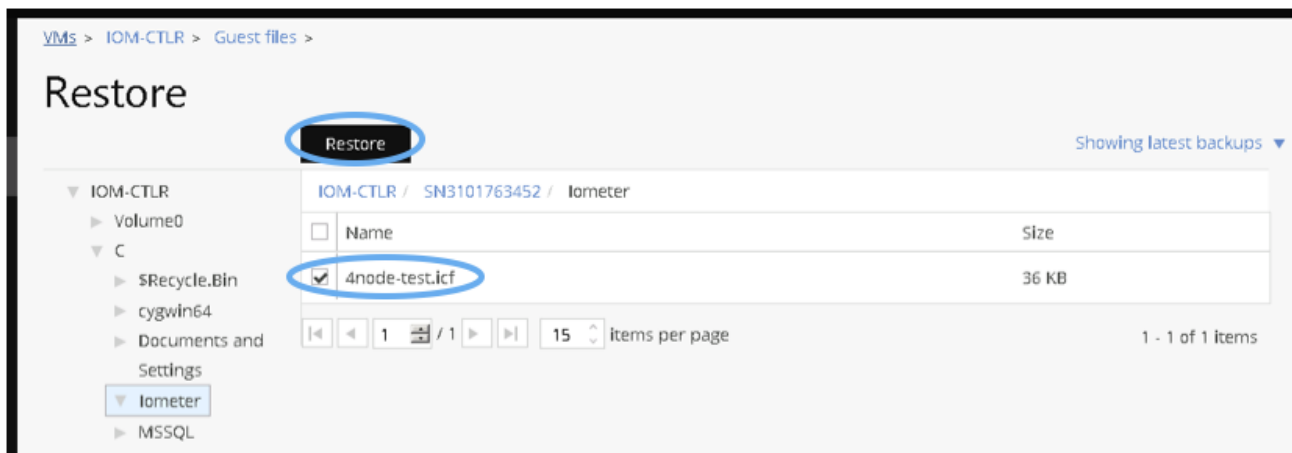 VMs > IOM-CTLR > Guest files >
Restore
Restore
Showing latest backups
IOM-CTLR
Volume0
C
$Recycle.Bin
cygwin64
Documents and
Settings
Iometer
MSSQL
IOM-CTLR / SN3101763452 / Iometer
Name Size
4node-test.icf 36 KB
1 / 1 15 items per page 1 - 1 of 1 items